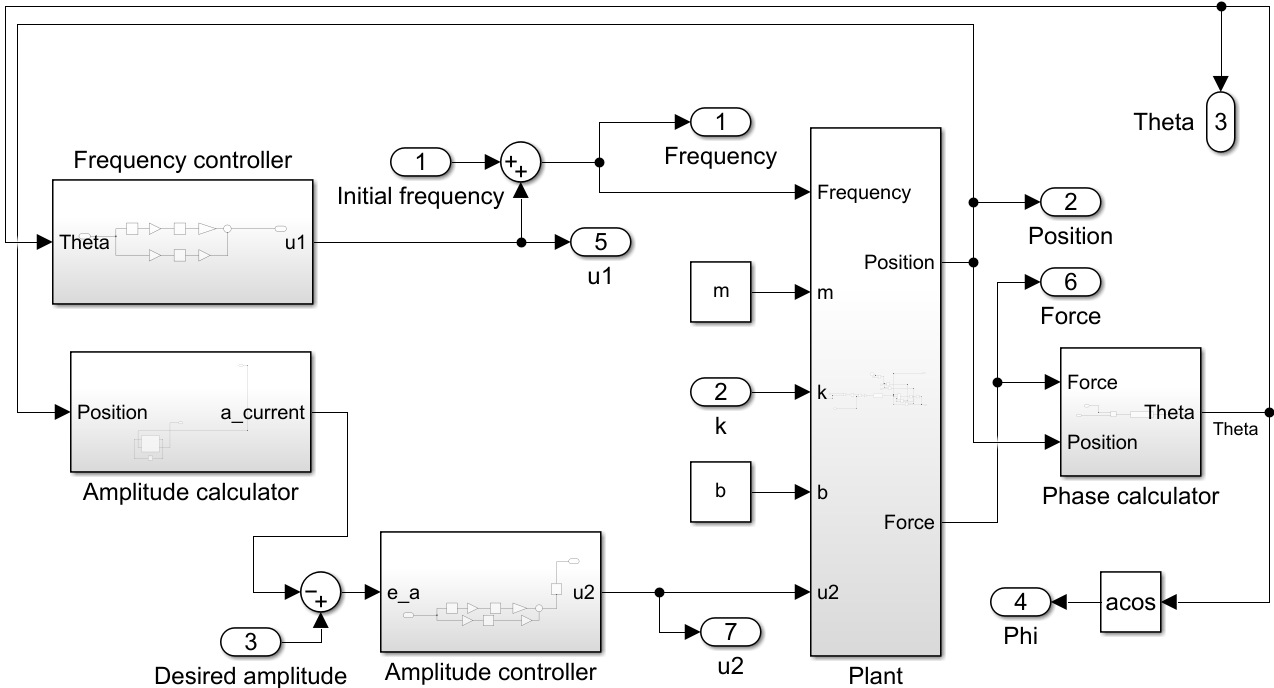 Theta
3
Frequency controller
Theta
u1
1
Initial frequency
+
+
1
Frequency
5
u1
Frequency
m
k
b
u2
Position
Force
Plant
m
2
k
b
2
Position
6
Force
Force
Position
Theta
Theta
Phase calculator
Position
a_current
Amplitude calculator
−
+
3
Desired amplitude
e_a
u2
Amplitude controller
7
u2
4
Phi
acos